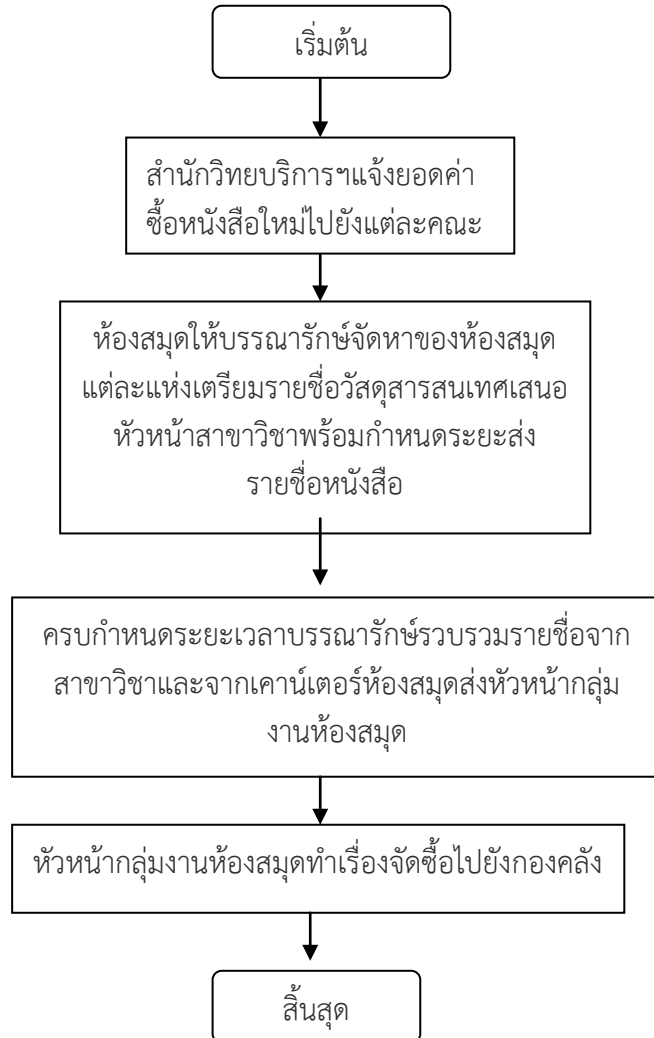 เริ่มต้น
สำนักวิทยบริการฯแจ้งยอดค่า
ซื้อหนังสือใหม่ไปยังแต่ละคณะ
ห้องสมุดให้บรรณารักษ์จัดหาของห้องสมุด
แต่ละแห่งเตรียมรายชื่อวัสดุสารสนเทศเสนอ
หัวหน้าสาขาวิชาพร้อมกำหนดระยะส่ง
รายชื่อหนังสือ
ครบกำหนดระยะเวลาบรรณารักษ์รวบรวมรายชื่อจาก
สาขาวิชาและจากเคาน์เตอร์ห้องสมุดส่งหัวหน้ากลุ่ม
งานห้องสมุด
หัวหน้ากลุ่มงานห้องสมุดทำเรื่องจัดซื้อไปยังกองคลัง
สิ้นสุด